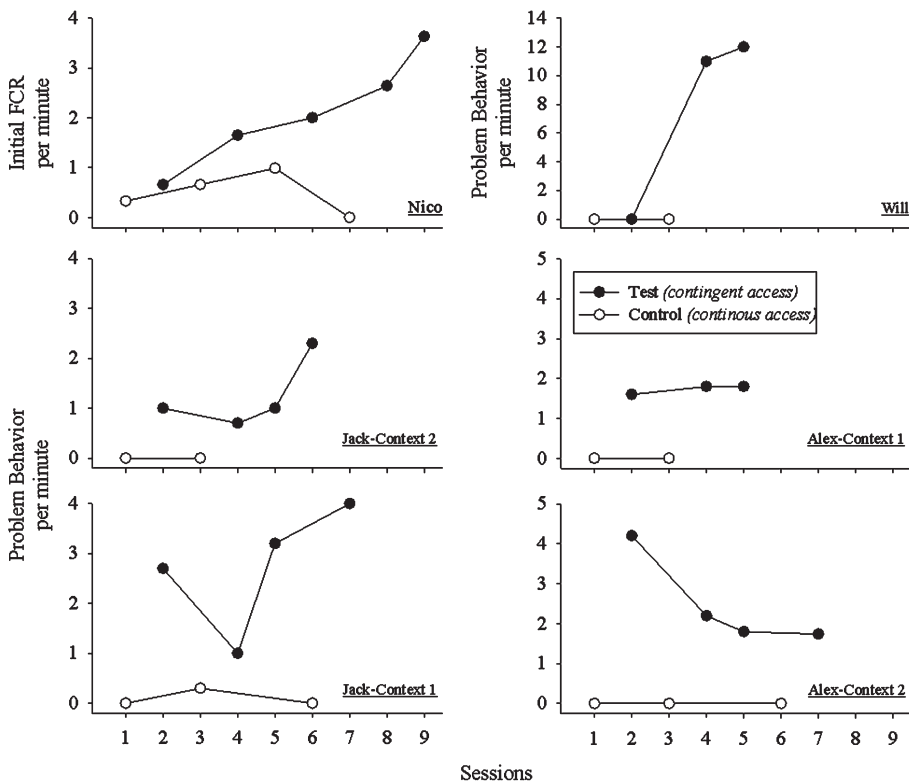 Initial FCR
per minute
4
3
2
1
0
Nico
Problem Behavior
per minute
14
12
10
8
6
4
2
0
Will
Problem Behavior
per minute
4
3
2
1
0
Jack-Context 2
5
4
3
2
1
0
Test (contingent access)
Control (continous access)
Alex-Context 1
4
3
2
1
0
Jack-Context 1
1 2 3 4 5 6 7 8 9
5
4
3
2
1
0
Alex-Context 2
1 2 3 4 5 6 7 8 9
Sessions